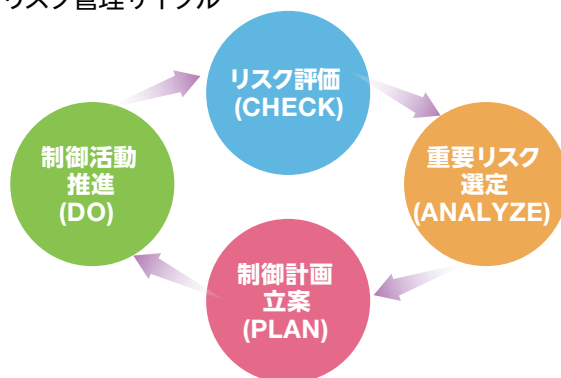 リスク管理サイクル
リスク評価
(CHECK)
重要リスク
選定
(ANALYZE)
制御計画
立案
(PLAN)
制御活動
推進
(DO)